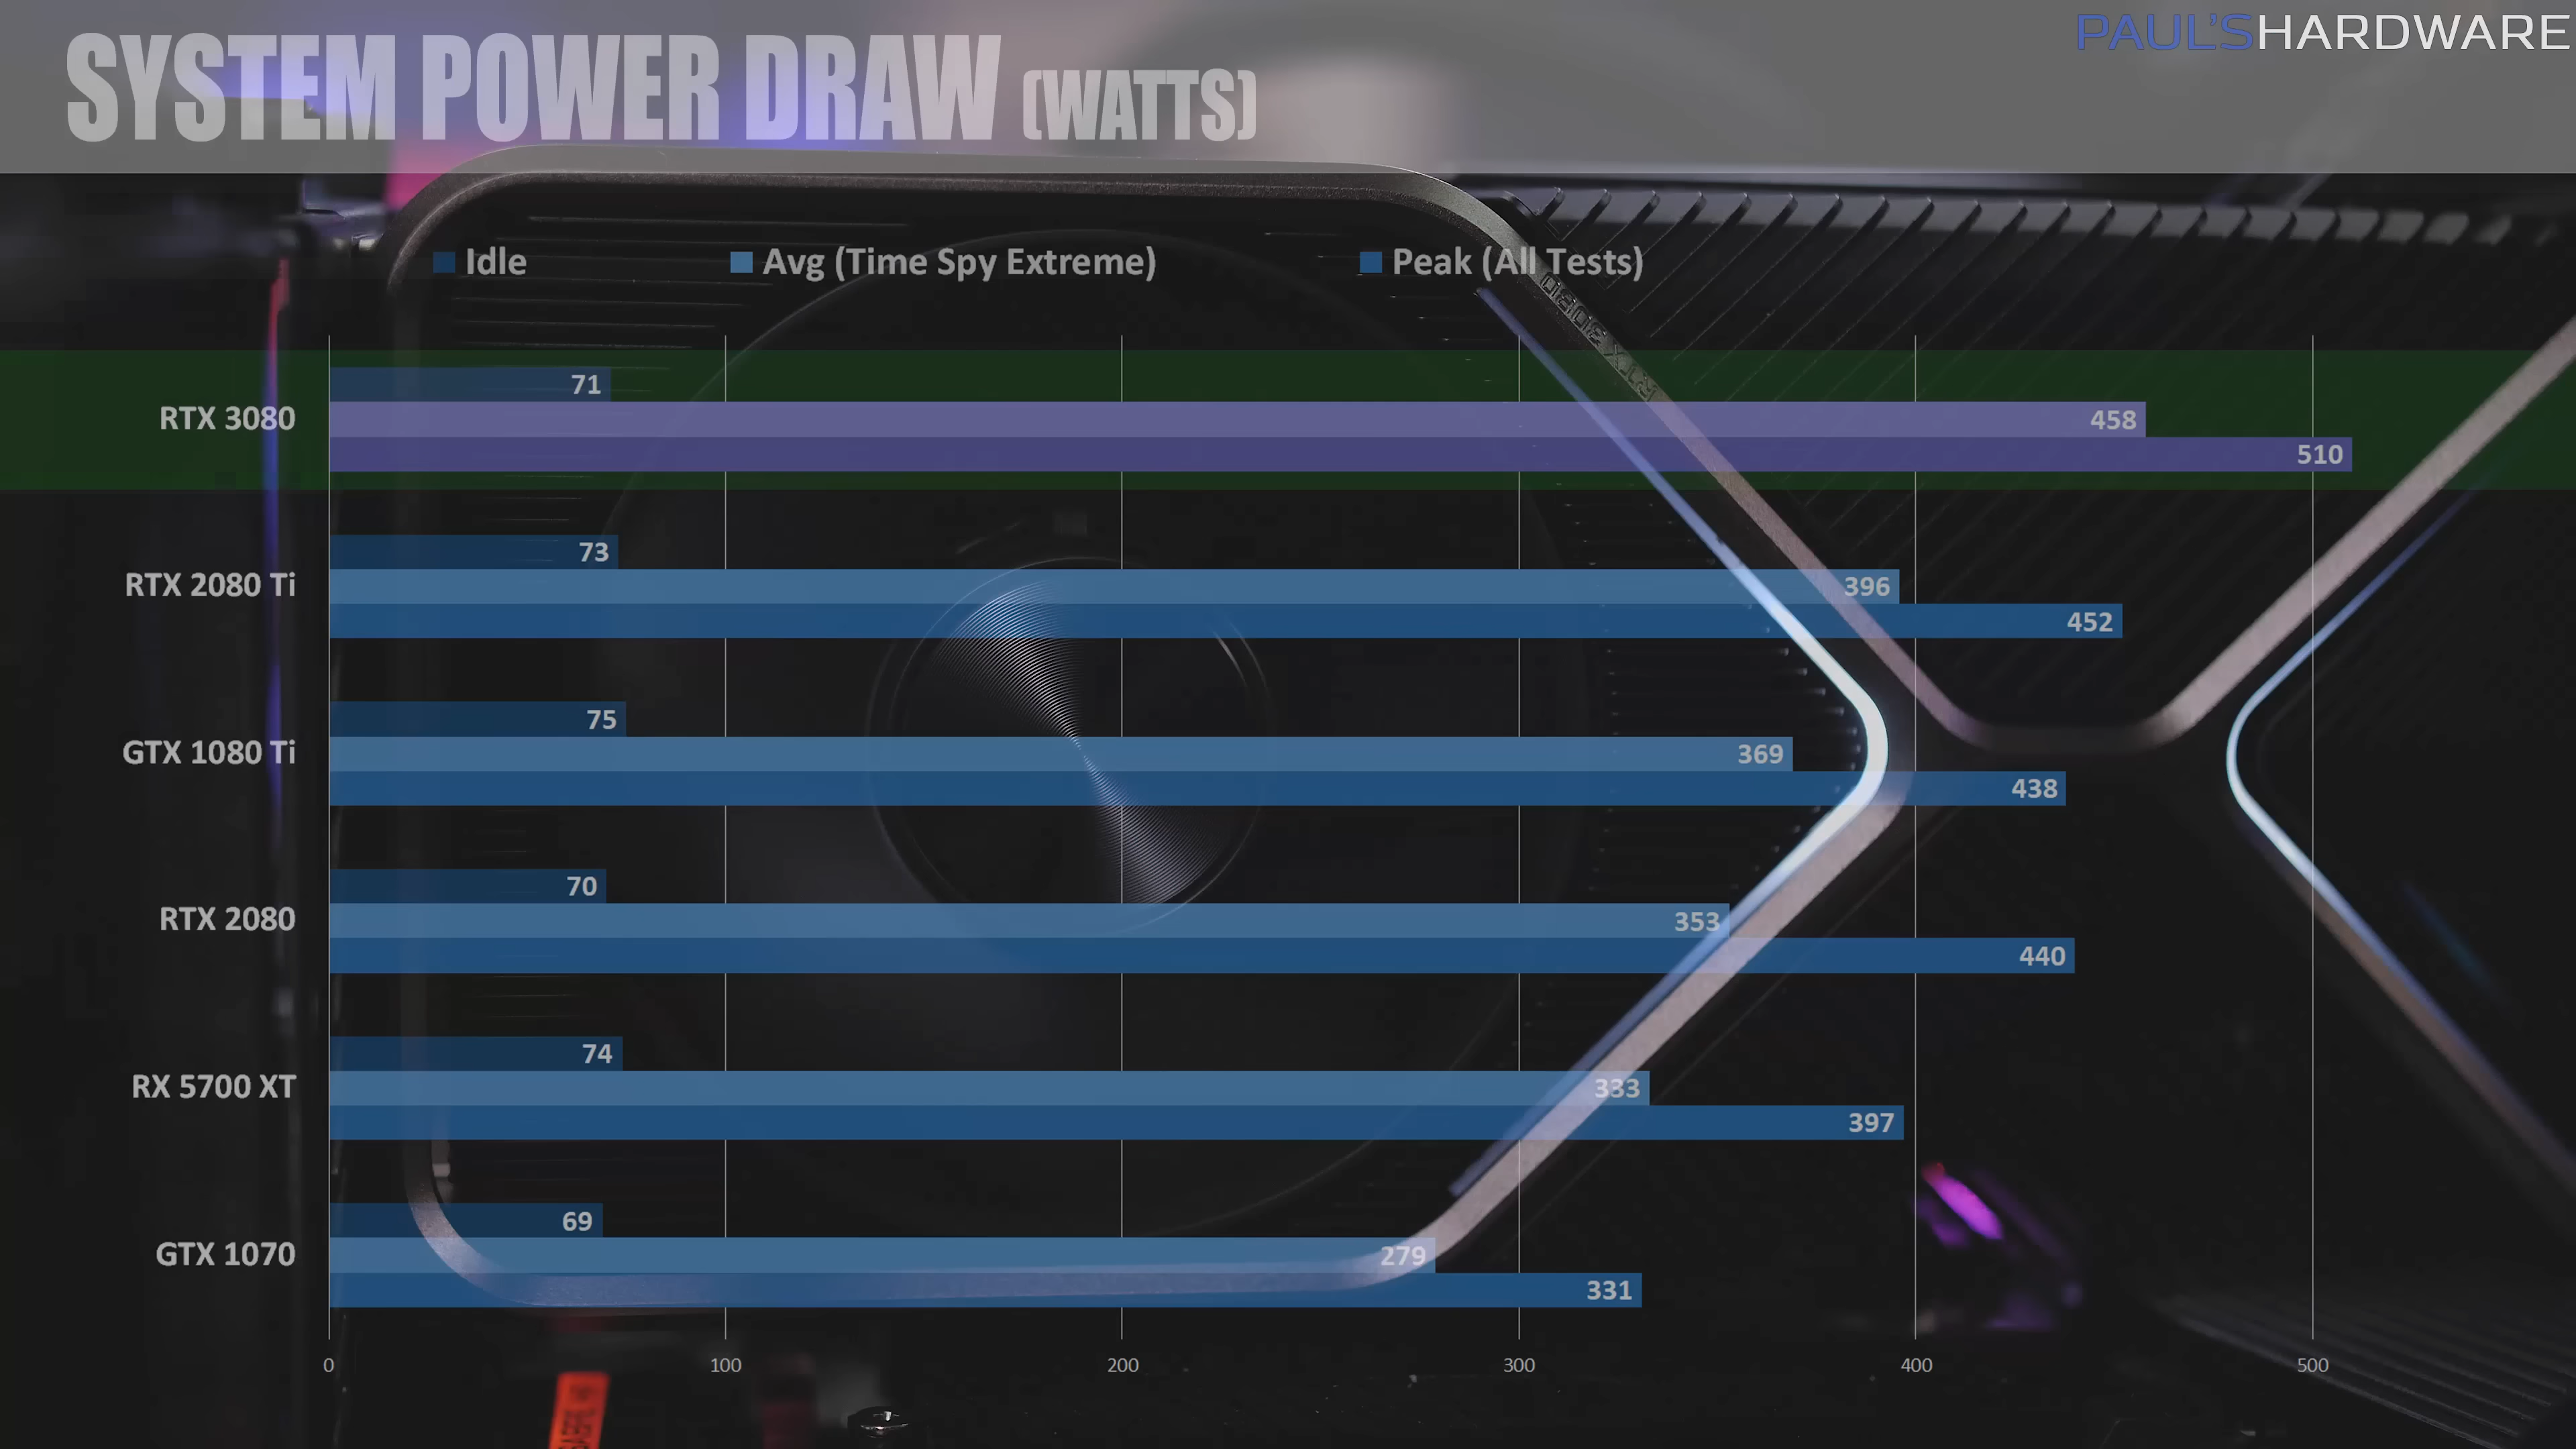 PAUL'SHARDWARE
SYSTEM POWER DRAW (WATTS)
Idle
Avg (Time Spy Extreme)
Peak (All Tests)
RTX 3080
71
458
510
RTX 2080 Ti
73
396
452
GTX 1080 Ti
75
369
438
RTX 2080
70
353
440
RX 5700 XT
74
333
397
GTX 1070
69
279
331
0
100
200
300
400
500